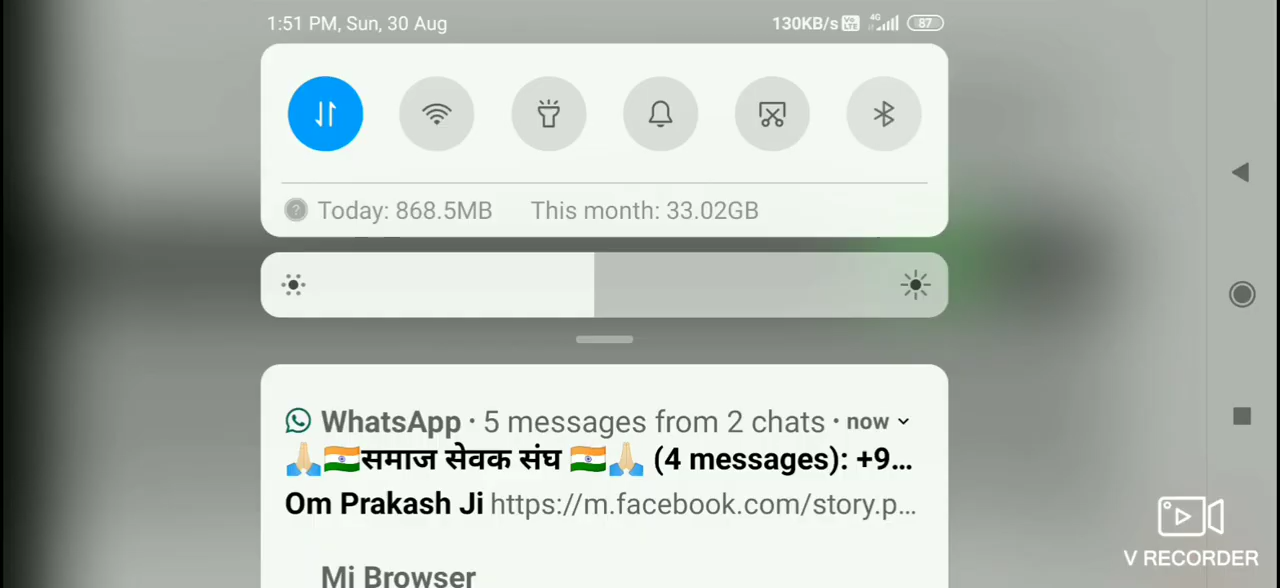 1:51 PM, Sun, 30 Aug 130KB/s Vo LTE 4G 87
Today: 868.5MB This month: 33.02GB
WhatsApp · 5 messages from 2 chats · now
🙏🏻🇮🇳समाज सेवक संघ 🇮🇳🙏🏻 (4 messages): +9...
Om Prakash Ji https://m.facebook.com/story.p...
Mi Browser
V RECORDER